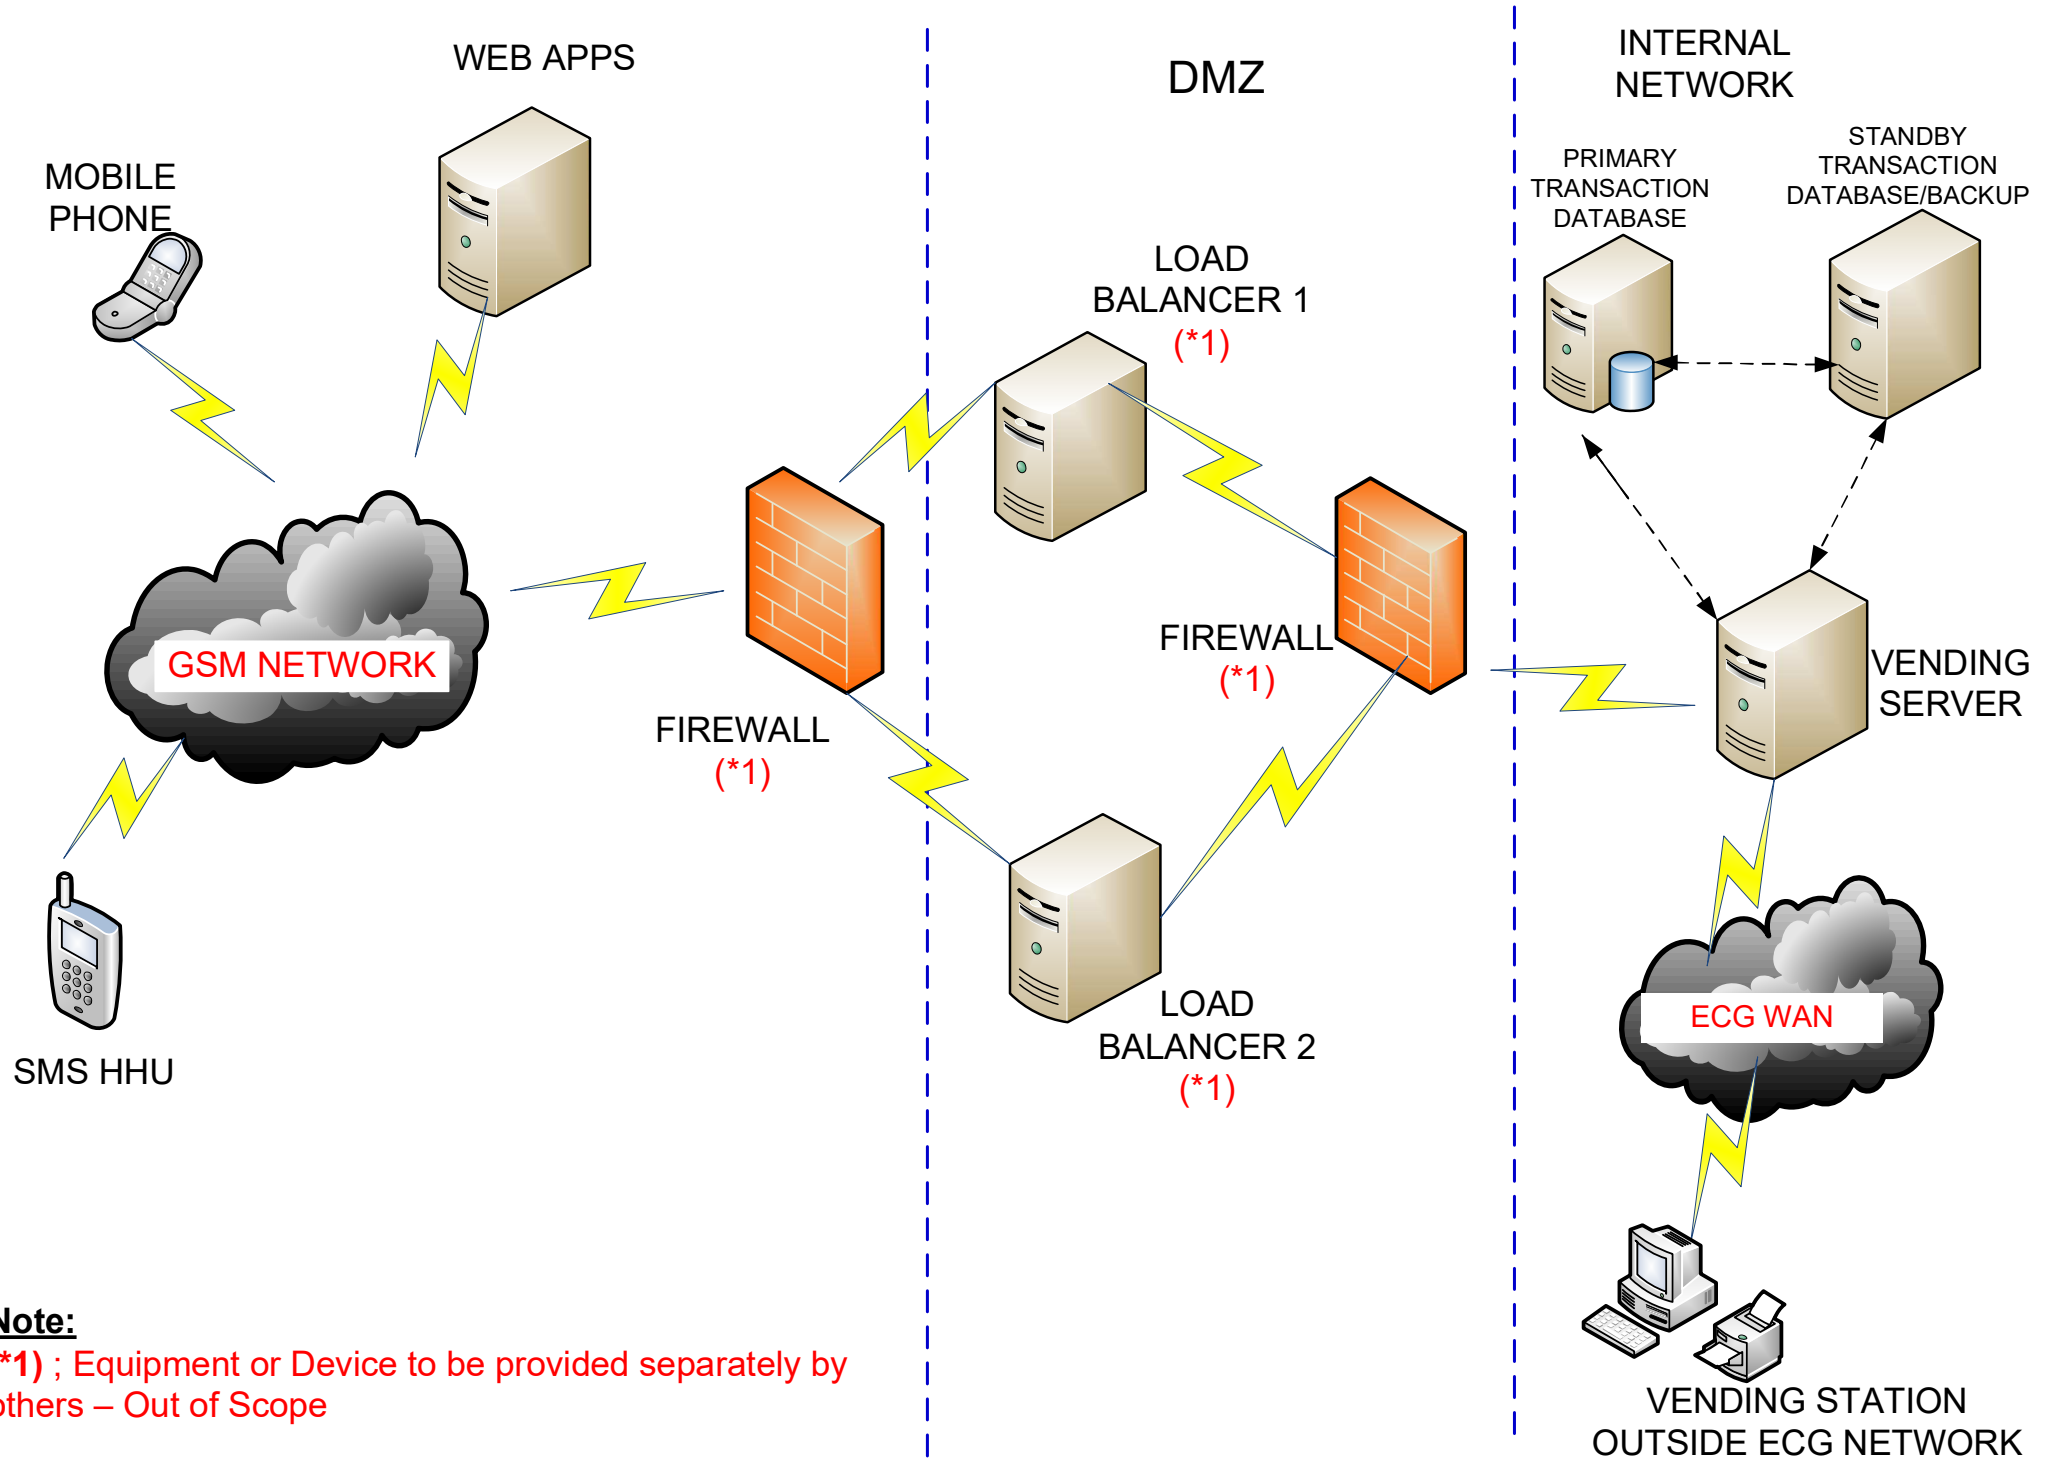 WEB APPS
MOBILE
PHONE
GSM NETWORK
SMS HHU
FIREWALL
(*1)
DMZ
LOAD
BALANCER 1
(*1)
FIREWALL
(*1)
LOAD
BALANCER 2
(*1)
INTERNAL
NETWORK
PRIMARY
TRANSACTION
DATABASE
STANDBY
TRANSACTION
DATABASE/BACKUP
VENDING
SERVER
ECG WAN
VENDING STATION
OUTSIDE ECG NETWORK
Note:
*1) ; Equipment or Device to be provided separately by
others – Out of Scope